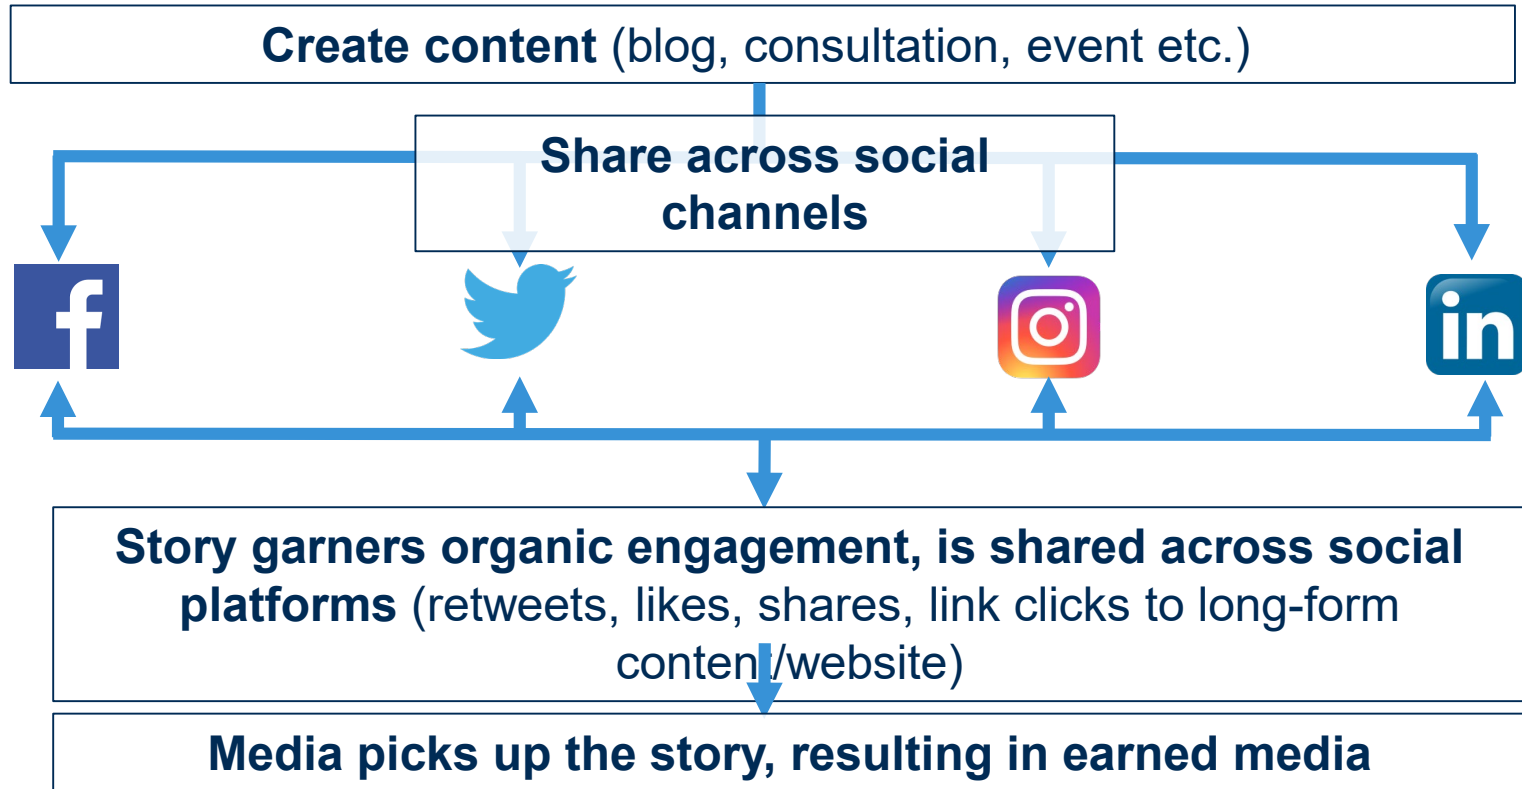 Create content (blog, consultation, event etc.)
Share across social
channels
f
in
Story garners organic engagement, is shared across social
platforms (retweets, likes, shares, link clicks to long-form
content/website)
Media picks up the story, resulting in earned media